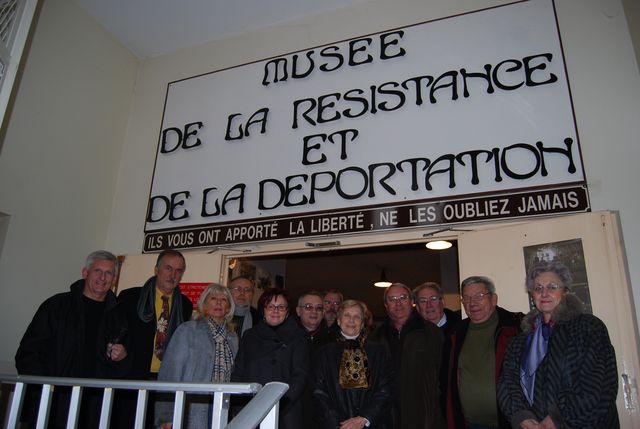 MUSEE
DE LA RESISTANCE
ET
DE LA DEPORTATION
ILS VOUS ONT APPORTÉ LA LIBERTÉ, NE LES OUBLIEZ JAMAIS